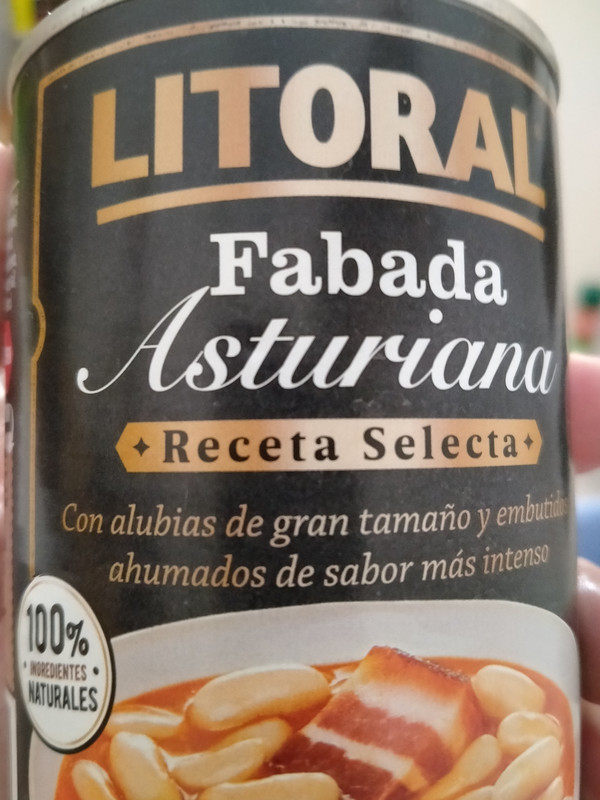 LITORAL
Fabada
Asturiana
Receta Selecta
Con alubias de gran tamaño y embutidos
ahumados de sabor más intenso
100%
INGREDIENTES
NATURALES